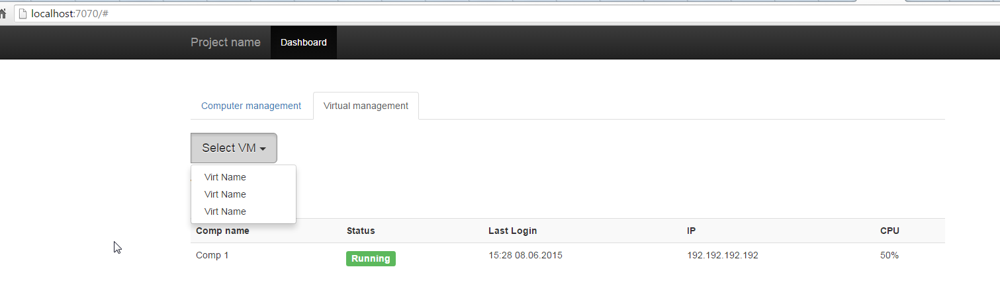 localhost:7070/#
Project name Dashboard
Computer management Virtual management
Select VM
Virt Name
Virt Name
Virt Name
Comp name Status Last Login IP CPU
Comp 1 Running 15:28 08.06.2015 192.192.192.192 50%